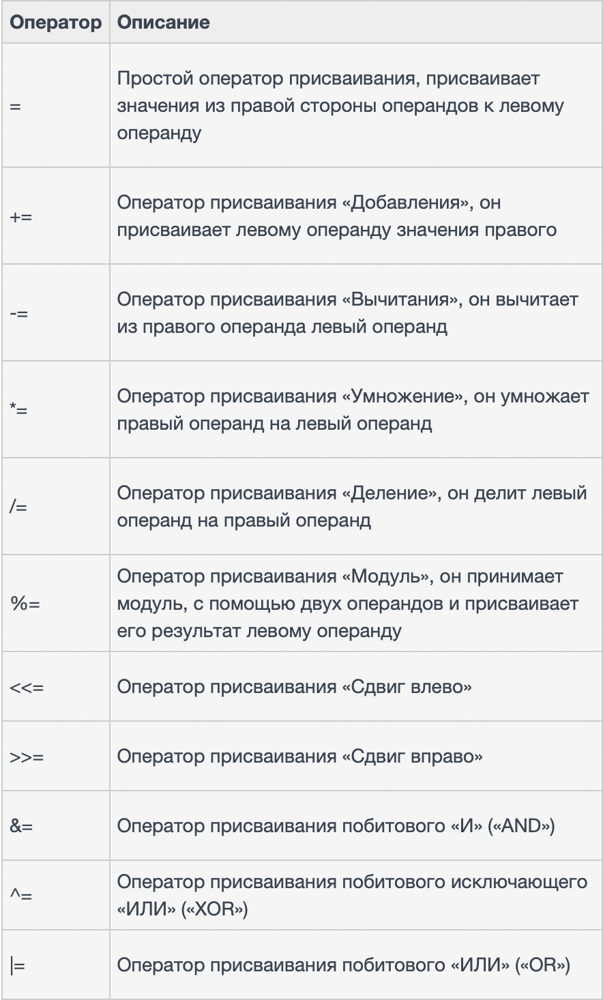 Оператор Описание
Простой оператор присваивания, присваивает
= значения из правой стороны операндов к левому
операнду
Оператор присваивания «Добавления», он
+=
присваивает левому операнду значения правого
Оператор присваивания «Вычитания», он вычитает
-=
из правого операнда левый операнд
Оператор присваивания «Умножение», он умножает
*=
правый операнд на левый операнд
Оператор присваивания «Деление», он делит левый
/=
операнд на правый операнд
Оператор присваивания «Модуль», он принимает
%= модуль, с помощью двух операндов и присваивает
его результат левому операнду
<<= Оператор присваивания «Сдвиг влево»
>>= Оператор присваивания «Сдвиг вправо»
&= Оператор присваивания побитового «И» («AND»)
Оператор присваивания побитового исключающего
^=
«ИЛИ» («XOR»)
|= Оператор присваивания побитового «ИЛИ» («OR»)